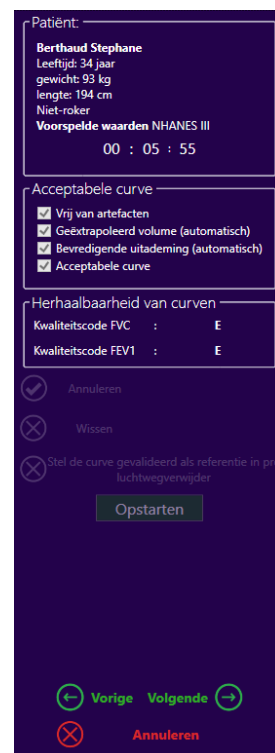 Patiënt:
Berthaud Stephane
Leeftijd: 34 jaar
gewicht: 93 kg
lengte: 194 cm
Niet-roker
Voorspelde waarden NHANES III
00 : 05 : 55
Acceptabele curve
Vrij van artefacten
Geëxtrapoleerd volume (automatisch)
Bevredigende uitademing (automatisch)
Acceptabele curve
Herhaalbaarheid van curven
Kwaliteitscode FVC : E
Kwaliteitscode FEV1 : E
Annuleren
Wissen
Stel de curve gevalideerd als referentie in pr
luchtwegverwijder
Opstarten
Vorige Volgende
Annuleren